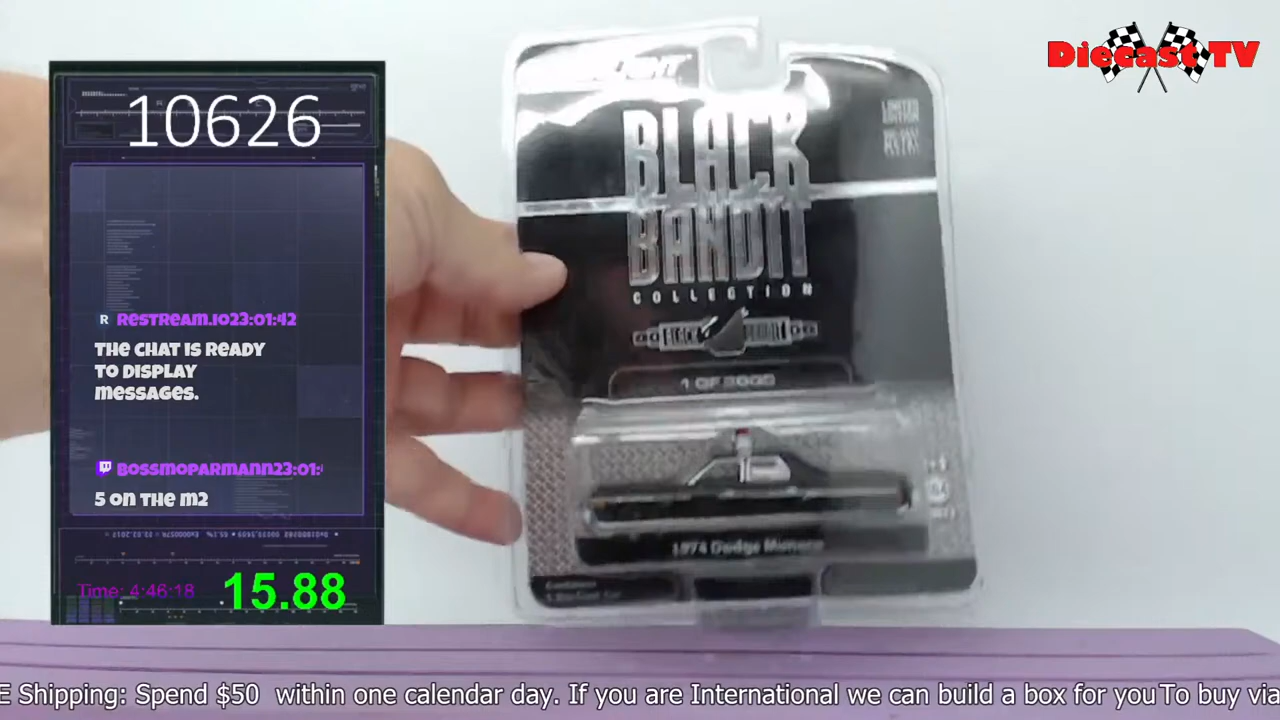 10626
R RESTREAM.IO23:01:42
THE CHAT IS READY
TO DISPLAY
MESSAGES.
BOSSMOPARMANN23:01:
5 ON THE M2
Time: 4:46:18
15.88
Diecast TV
BLACK
BANDIT
COLLECTION
LIMITED
EDITION
1974 Dodge Monaco
E Shipping: Spend $50 within one calendar day. If you are International we can build a box for you To buy via